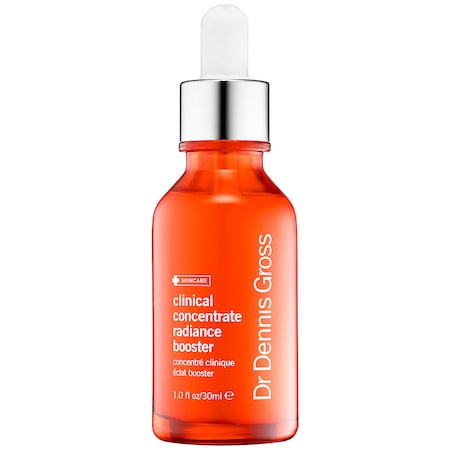 SKINCARE
clinical
concentrate
radiance
booster
concentré clinique
éclat booster
1.0 fl oz/30ml ℮
Dr Dennis Gross